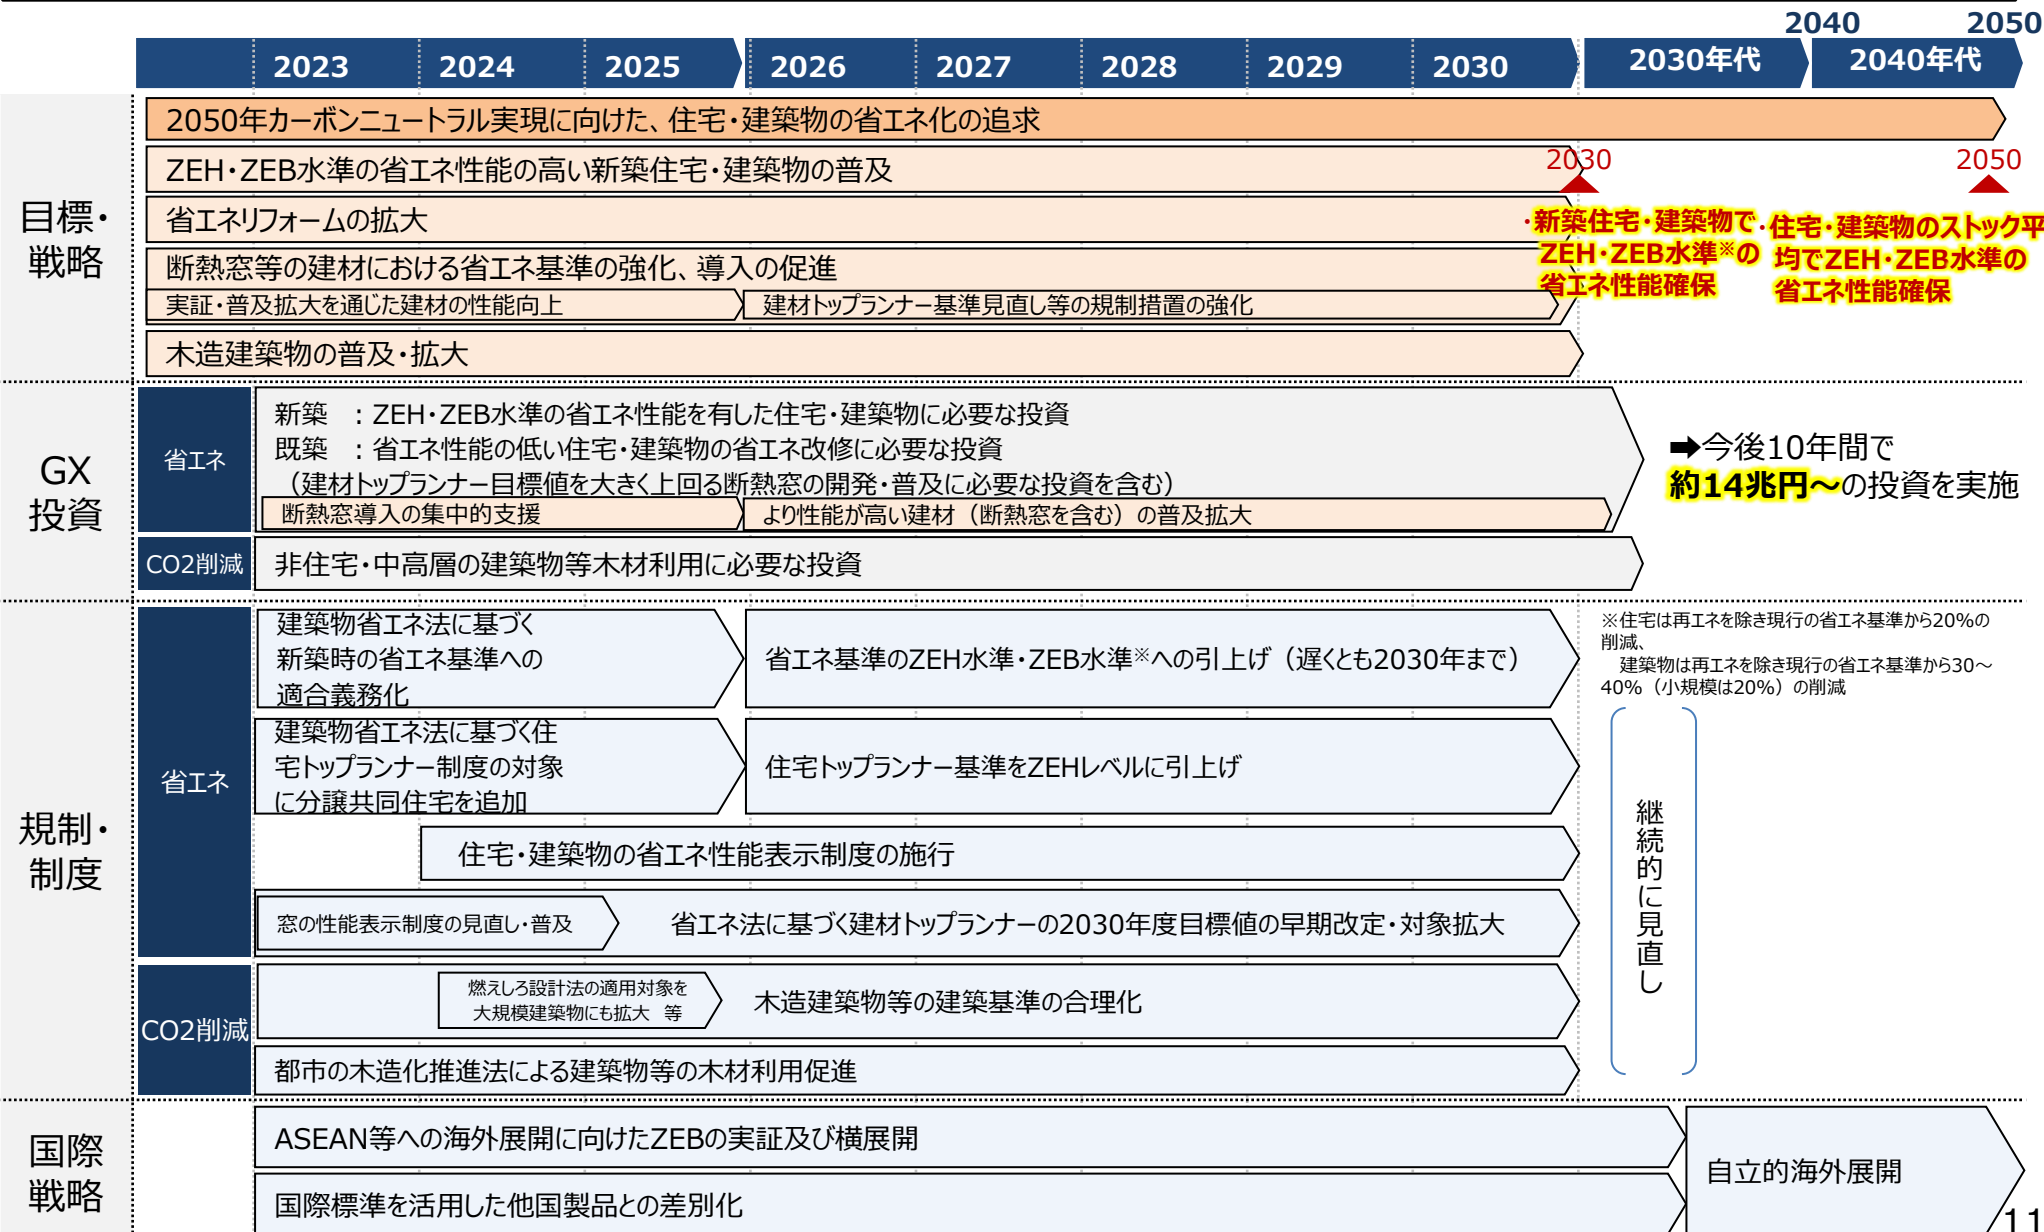 2040 2050
2023 2024 2025 2026 2027 2028 2029 2030 2030年代 2040年代
目標・
戦略
2050年カーボンニュートラル実現に向けた、住宅・建築物の省エネ化の追求
ZEH・ZEB水準の省エネ性能の高い新築住宅・建築物の普及
省エネリフォームの拡大
断熱窓等の建材における省エネ基準の強化、導入の促進
実証・普及拡大を通じた建材の性能向上
建材トップランナー基準見直し等の規制措置の強化
木造建築物の普及・拡大
2030
・新築住宅・建築物で
ZEH・ZEB水準※の
省エネ性能確保
2050
・住宅・建築物のストック平
均でZEH・ZEB水準の
省エネ性能確保
GX
投資
省エネ
新築 :ZEH・ZEB水準の省エネ性能を有した住宅・建築物に必要な投資
既築 :省エネ性能の低い住宅・建築物の省エネ改修に必要な投資
(建材トップランナー目標値を大きく上回る断熱窓の開発・普及に必要な投資を含む)
断熱窓導入の集中的支援
より性能が高い建材(断熱窓を含む)の普及拡大
➡今後10年間で
約14兆円~の投資を実施
CO2削減
非住宅・中高層の建築物等木材利用に必要な投資
規制・
制度
省エネ
建築物省エネ法に基づく
新築時の省エネ基準への
適合義務化
省エネ基準のZEH水準・ZEB水準※への引上げ(遅くとも2030年まで)
※住宅は再エネを除き現行の省エネ基準から20%の
削減、
建築物は再エネを除き現行の省エネ基準から30~
40%(小規模は20%)の削減
建築物省エネ法に基づく住
宅トップランナー制度の対象
に分譲共同住宅を追加
住宅トップランナー基準をZEHレベルに引上げ
住宅・建築物の省エネ性能表示制度の施行
窓の性能表示制度の見直し・普及
省エネ法に基づく建材トップランナーの2030年度目標値の早期改定・対象拡大
継続的に見直し
CO2削減
燃えしろ設計法の適用対象を
大規模建築物にも拡大 等
木造建築物等の建築基準の合理化
都市の木造化推進法による建築物等の木材利用促進
国際
戦略
ASEAN等への海外展開に向けたZEBの実証及び横展開
国際標準を活用した他国製品との差別化
自立的海外展開
11